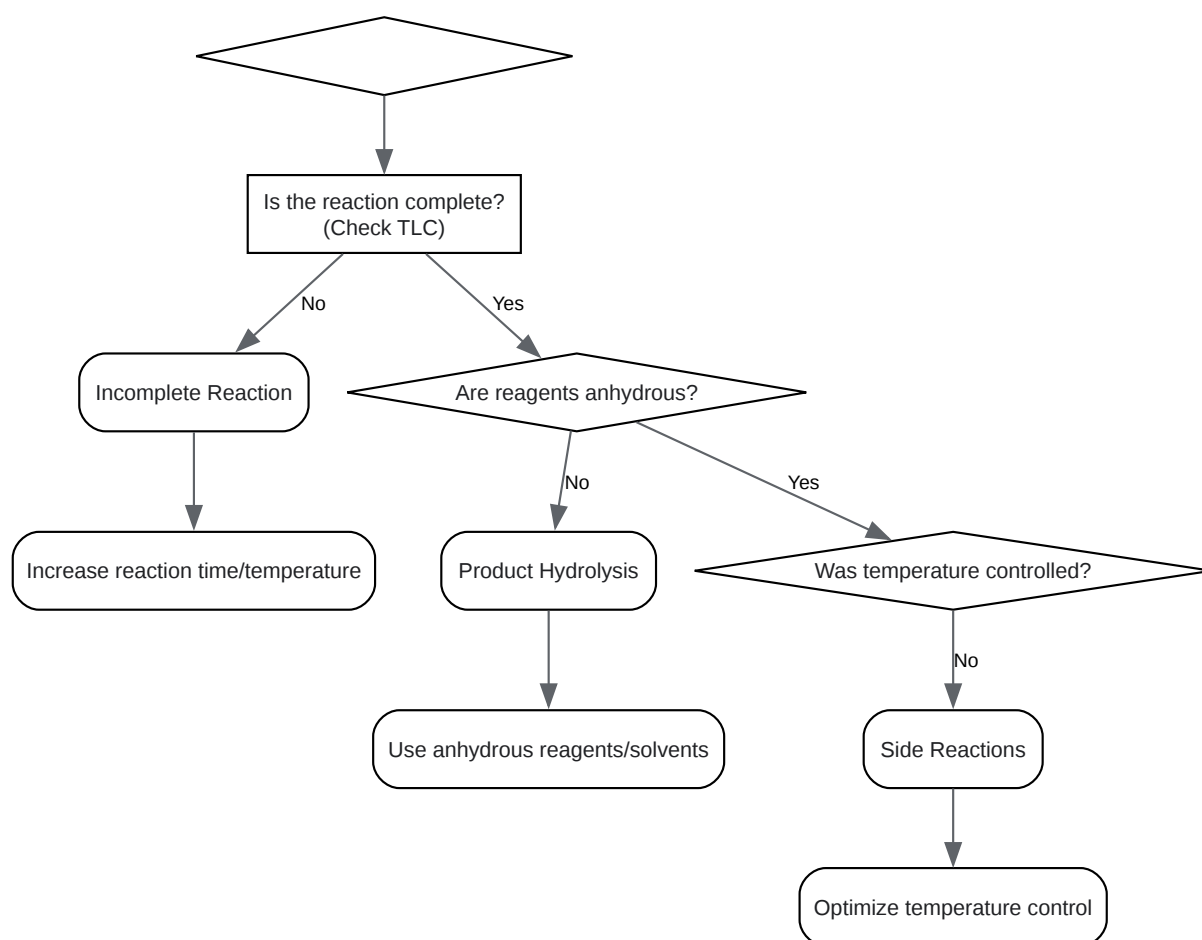 Is the reaction complete?
(Check TLC)
No
Yes
Incomplete Reaction
Are reagents anhydrous?
No
Yes
Increase reaction time/temperature
Product Hydrolysis
Was temperature controlled?
No
Use anhydrous reagents/solvents
Side Reactions
Optimize temperature control